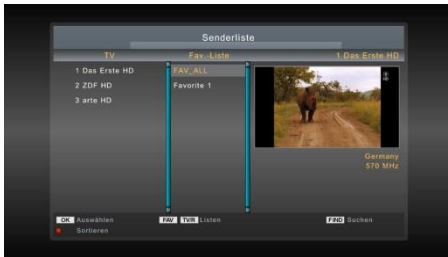 Senderliste
TV Fav.-Liste 1 Das Erste HD
1 Das Erste HD FAV_ALL
2 ZDF HD Favorite 1
3 arte HD
Germany
570 MHz
OK Auswählen FAV TV/R Listen FIND Suchen
Sortieren